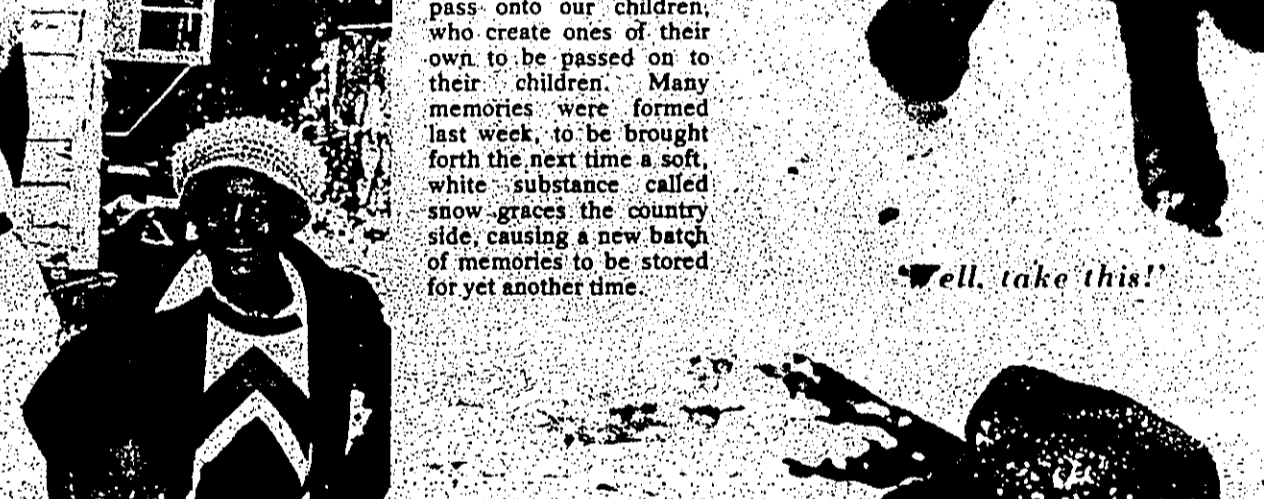 pass onto our children,
who create ones of their
own to be passed on to
their children. Many
memories were formed
last week, to be brought
forth the next time a soft,
white substance called
snow graces the country
side, causing a new batch
of memories to be stored
for yet another time.
"Well, take this!"